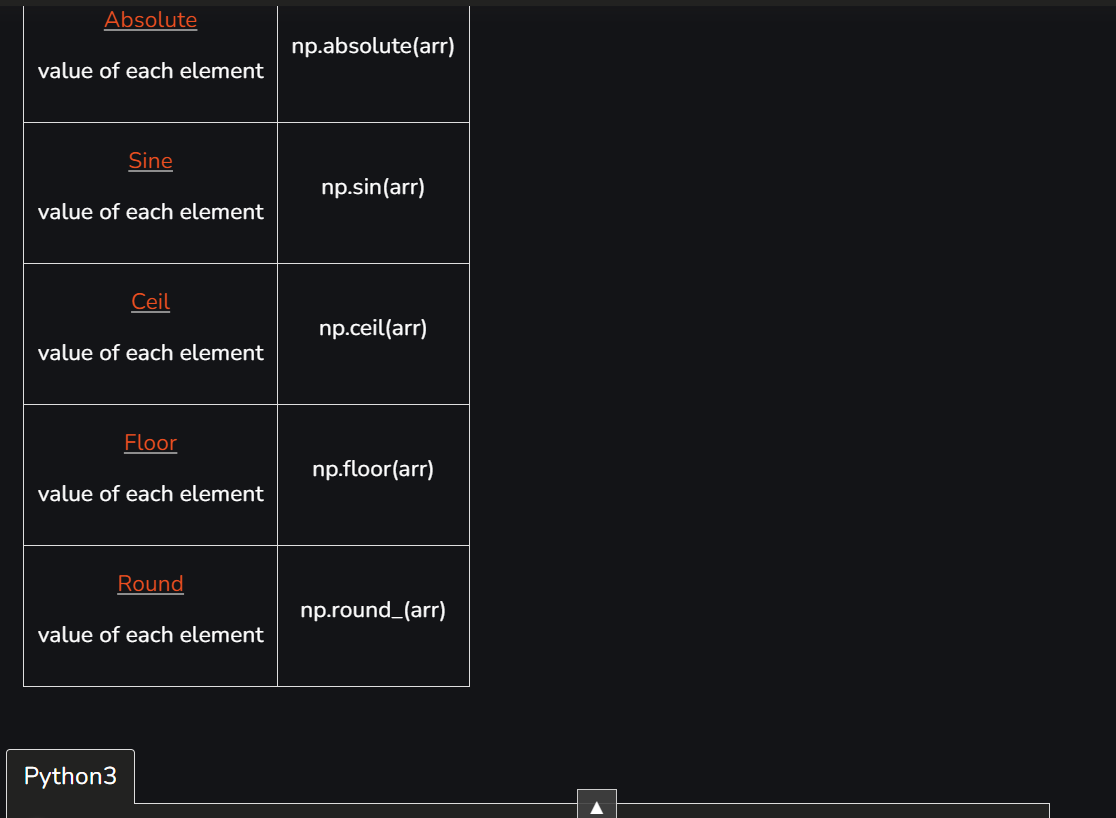 Absolute
value of each element
np.absolute(arr)
Sine
value of each element
np.sin(arr)
Ceil
value of each element
np.ceil(arr)
Floor
value of each element
np.floor(arr)
Round
value of each element
np.round_(arr)
Python3